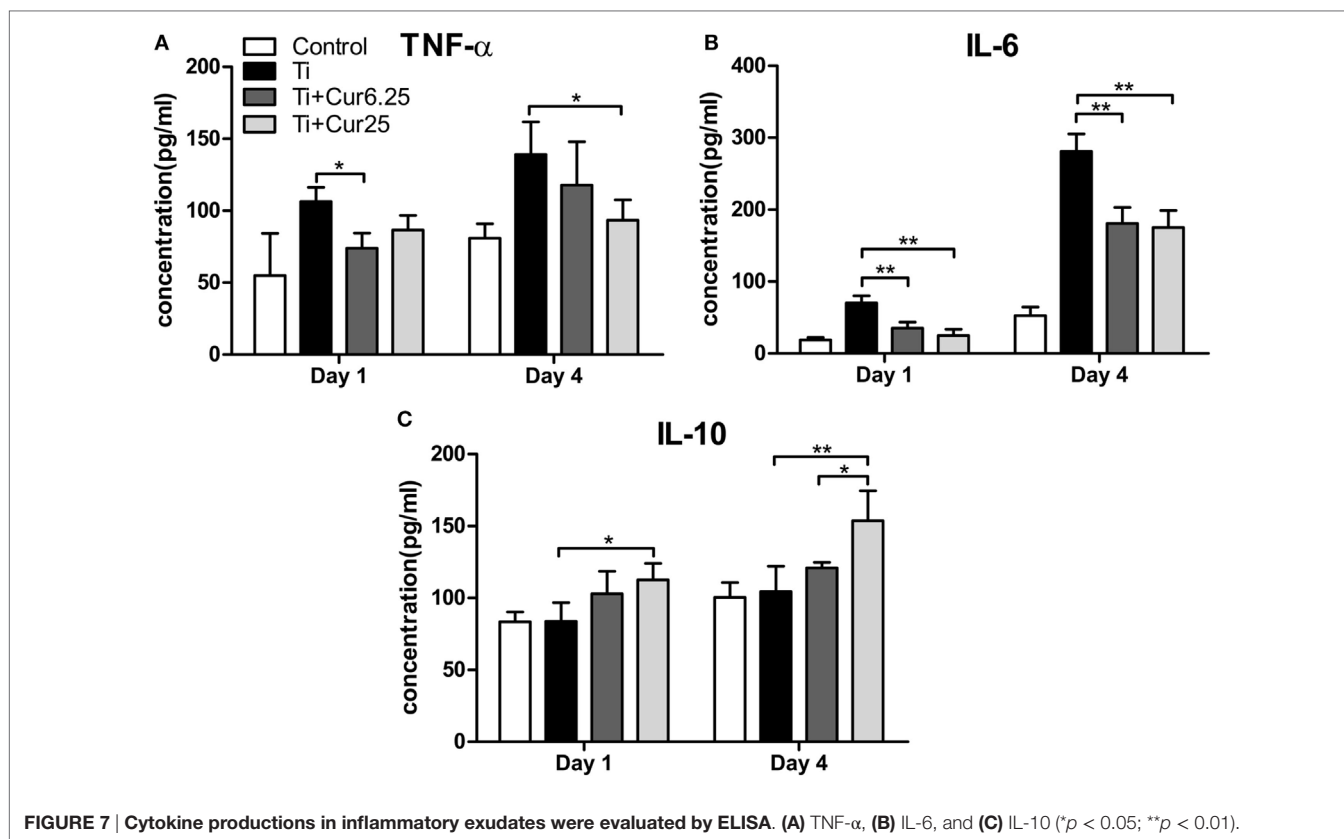 A
TNF-α
Control
Ti
Ti+Cur6.25
Ti+Cur25
concentration(pg/ml)
200
150
100
50
0
*
*
Day 1
Day 4
B
IL-6
concentration(pg/ml)
400
300
200
100
0
**
**
**
**
Day 1
Day 4
C
IL-10
concentration(pg/ml)
200
150
100
50
0
*
**
*
Day 1
Day 4
FIGURE 7 | Cytokine productions in inflammatory exudates were evaluated by ELISA. (A) TNF-α, (B) IL-6, and (C) IL-10 (*p < 0.05; **p < 0.01).